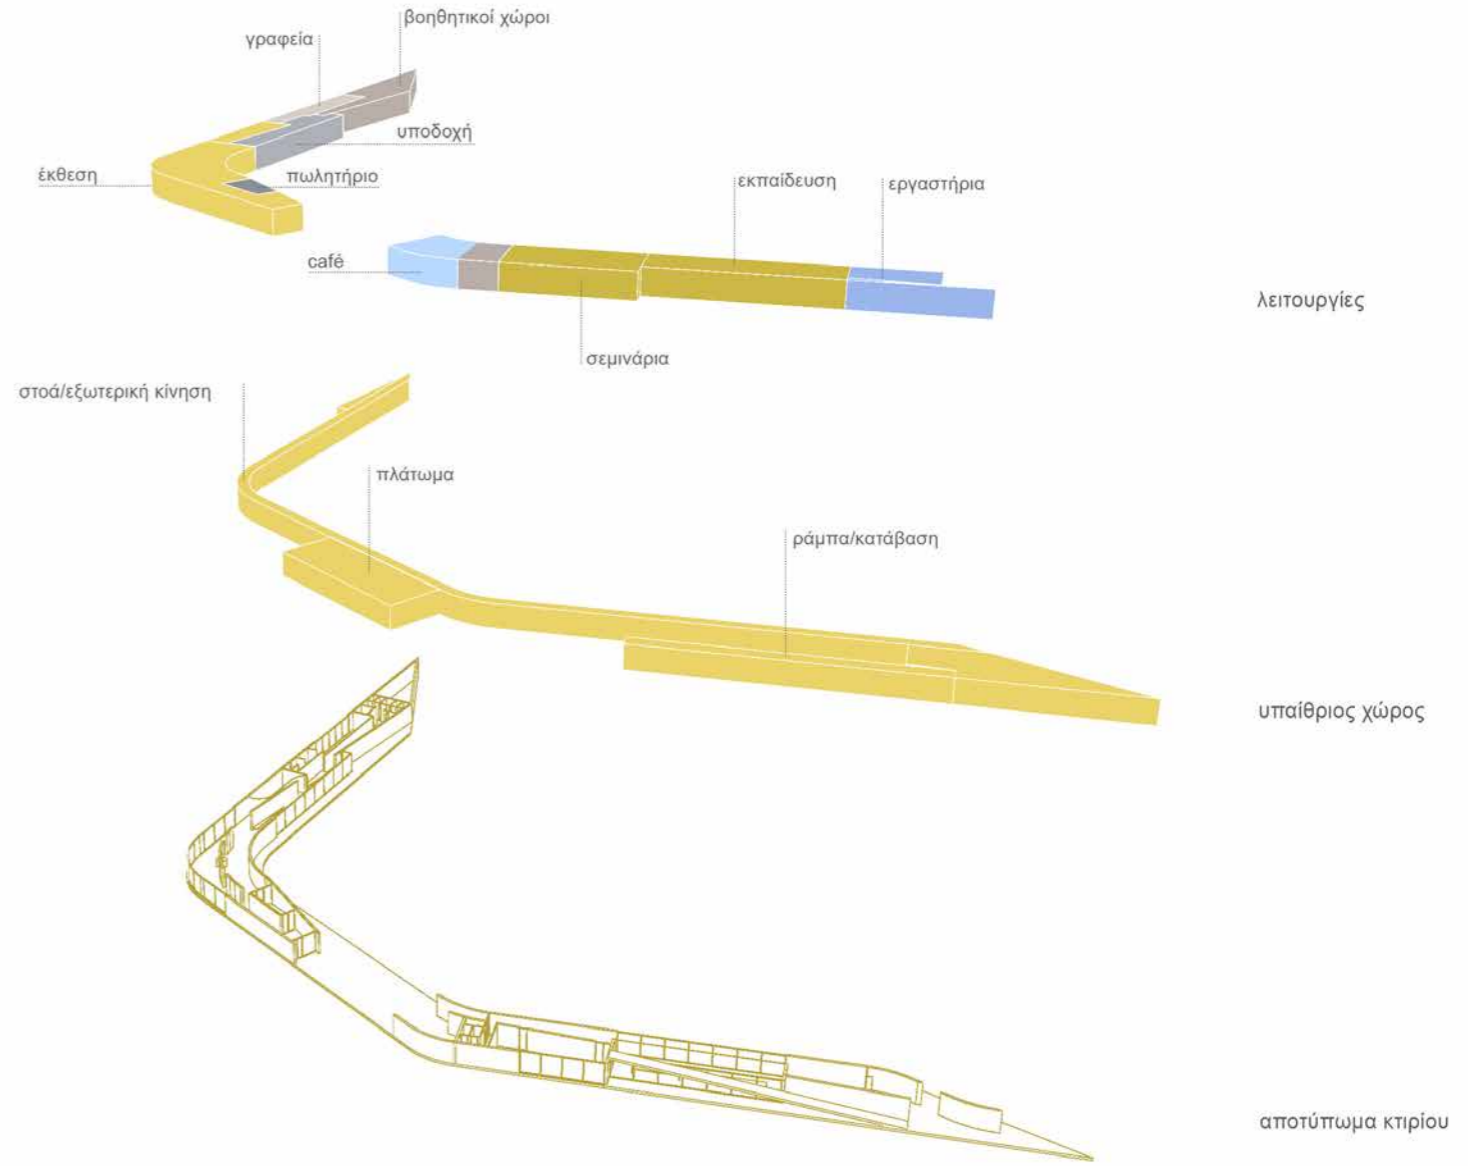 βοηθητικοί χώροι
γραφεία
υποδοχή
έκθεση
πωλητήριο
εκπαίδευση
εργαστήρια
café
λειτουργίες
σεμινάρια
στοά/εξωτερική κίνηση
πλάτωμα
ράμπα/κατάβαση
υπαίθριος χώρος
αποτύπωμα κτιρίου